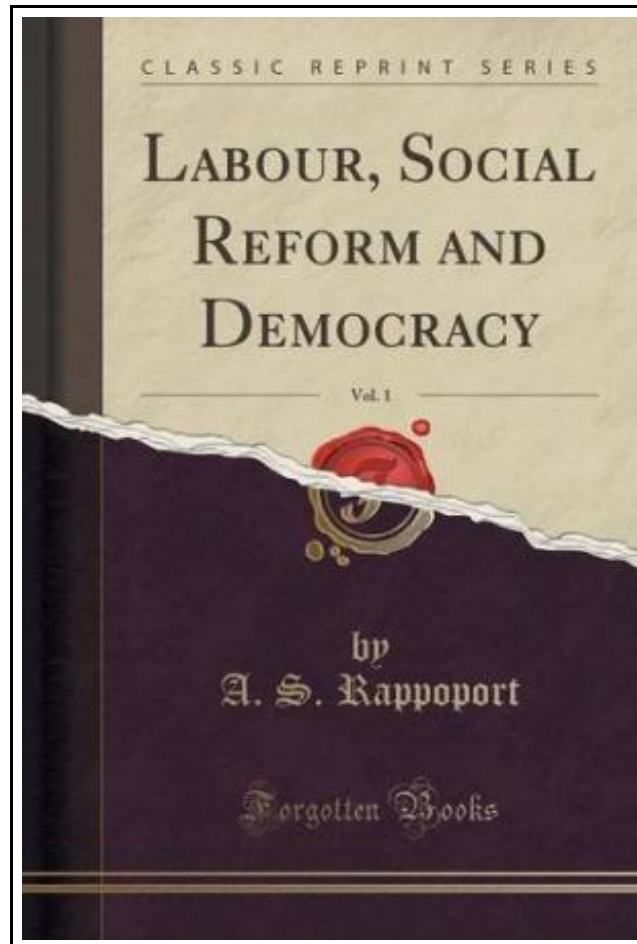 CLASSIC REPRINT SERIES
LABOUR, SOCIAL
REFORM AND
DEMOCRACY
Vol. 1
by
A. S. Rappoport
Forgotten Books